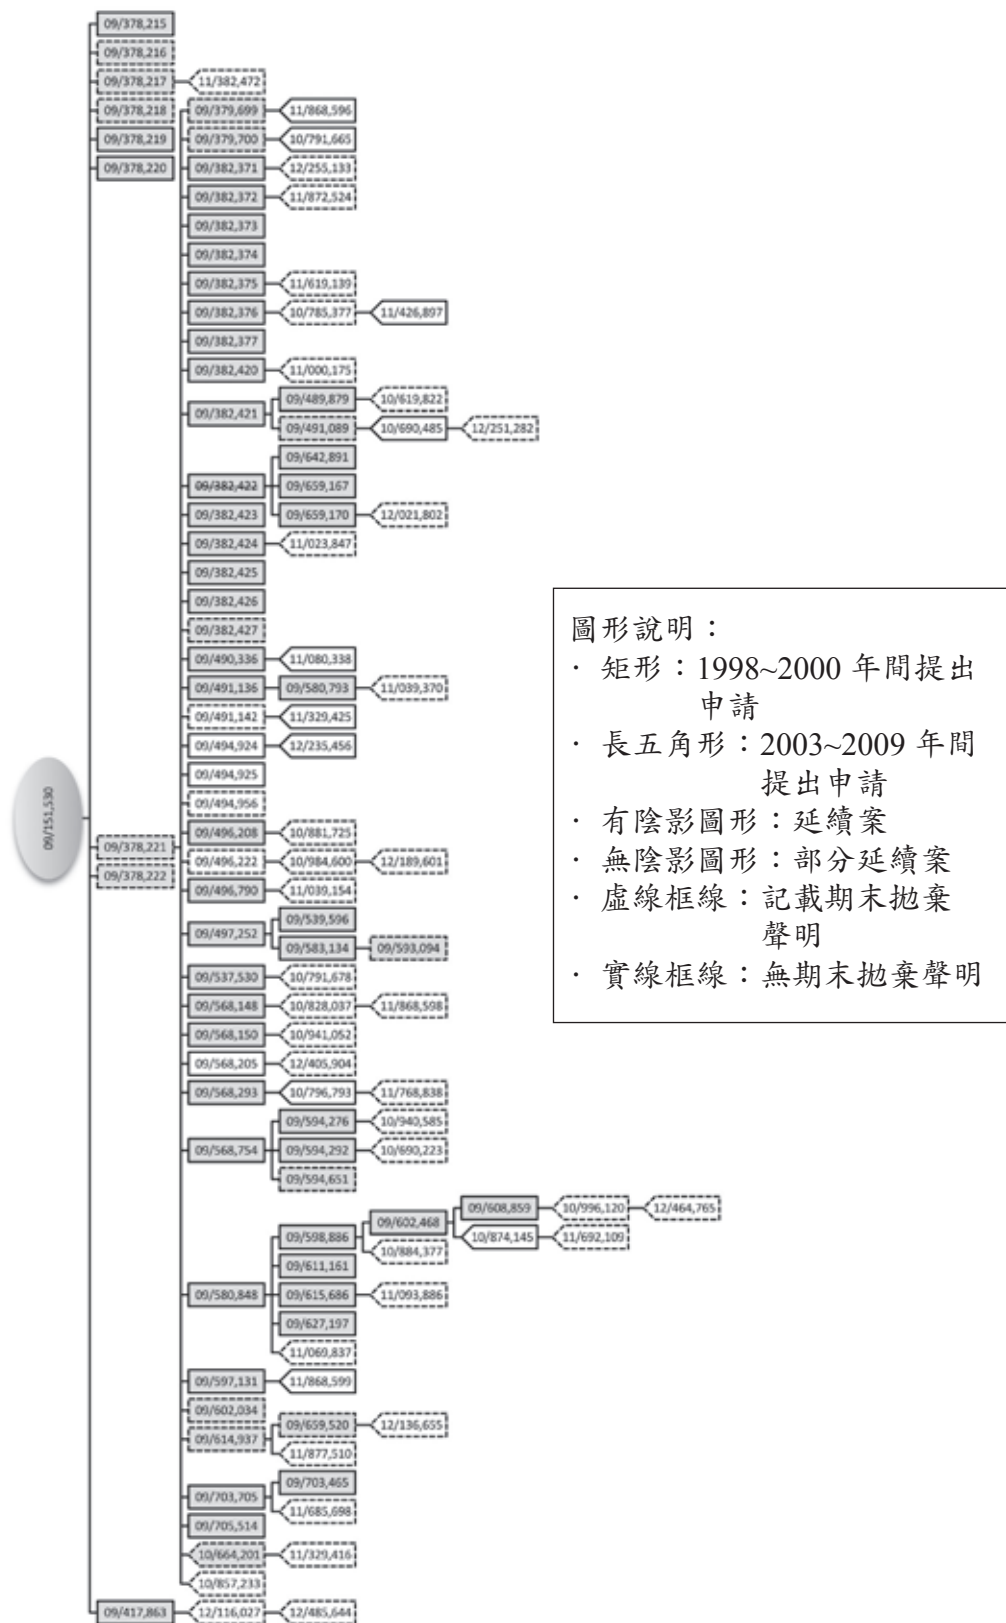 09/378,215
09/378,216
09/378,217 11/382,472
09/378,218 09/379,699 11/868,596
09/378,219 09/379,700 10/791,665
09/378,220 09/382,371 12/255,133
09/382,372 11/872,524
09/382,373
09/382,374
09/382,375 11/619,139
09/382,376 10/785,377 11/426,897
09/382,377
09/382,420 11/000,175
09/489,879 10/619,822
09/382,421
09/491,089 10/690,485 12/251,282
09/642,891
09/382,422 09/659,167
09/382,423 09/659,170 12/021,802
09/382,424 11/023,847
09/382,425
09/382,426
09/382,427
09/490,336 11/080,338
09/491,136 09/580,793 11/039,370
09/491,142 11/329,425
09/494,924 12/235,456
09/494,925
09/494,956
09/151,530
09/496,208 10/881,725
09/378,221 09/496,222 10/984,600 12/189,601
09/378,222 09/496,790 11/039,154
09/539,596
09/497,252
09/583,134 09/593,094
09/537,530 10/791,678
09/568,148 10/828,037 11/868,598
09/568,150 10/941,052
09/568,205 12/405,904
09/568,293 10/796,793 11/768,838
09/594,276 10/940,585
09/568,754 09/594,292 10/690,223
09/594,651
09/608,859 10/996,120 12/464,765
09/602,468
09/598,886 10/874,145 11/692,109
10/884,377
09/611,161
09/580,848 09/615,686 11/093,886
09/627,197
11/069,837
09/597,131 11/868,599
09/602,034
09/659,520 12/136,655
09/614,937
11/877,510
09/703,465
09/703,705
11/685,698
09/705,514
10/664,201 11/329,416
10/857,233
09/417,863 12/116,027 12/485,644
圖形說明：
· 矩形：1998~2000 年間提出
申請
· 長五角形：2003~2009 年間
提出申請
· 有陰影圖形：延續案
· 無陰影圖形：部分延續案
· 虛線框線：記載期末拋棄
聲明
· 實線框線：無期末拋棄聲明